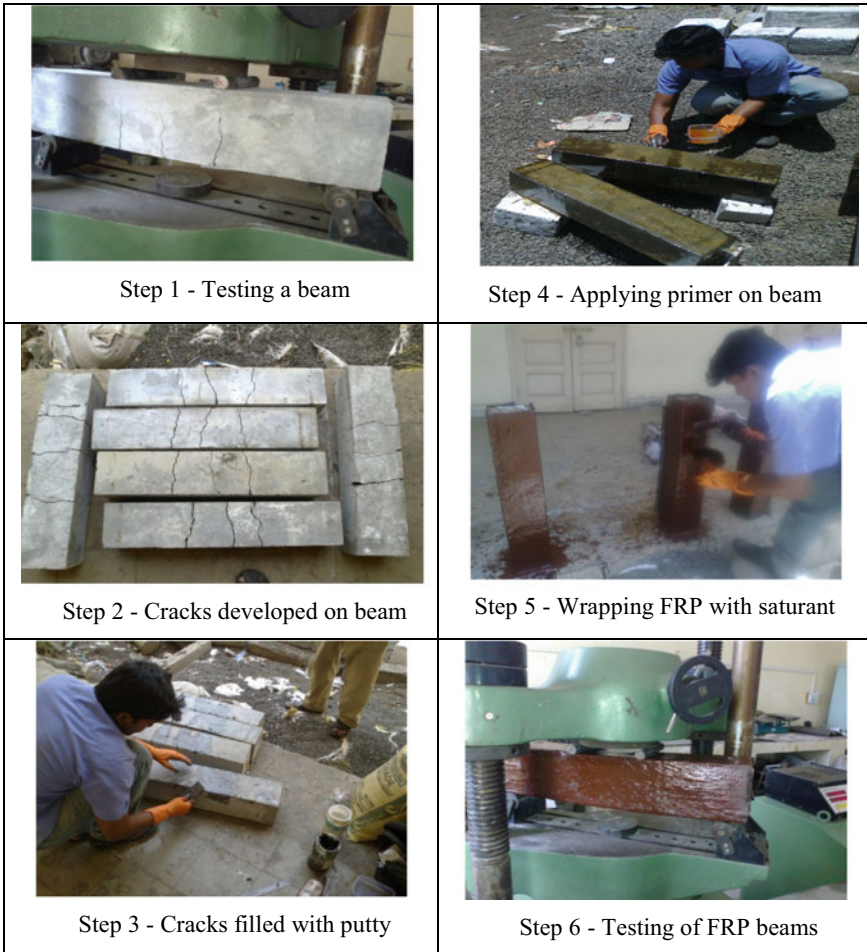 Step 1 - Testing a beam
Step 4 - Applying primer on beam
Step 2 - Cracks developed on beam
Step 5 - Wrapping FRP with saturant
Step 3 - Cracks filled with putty
Step 6 - Testing of FRP beams